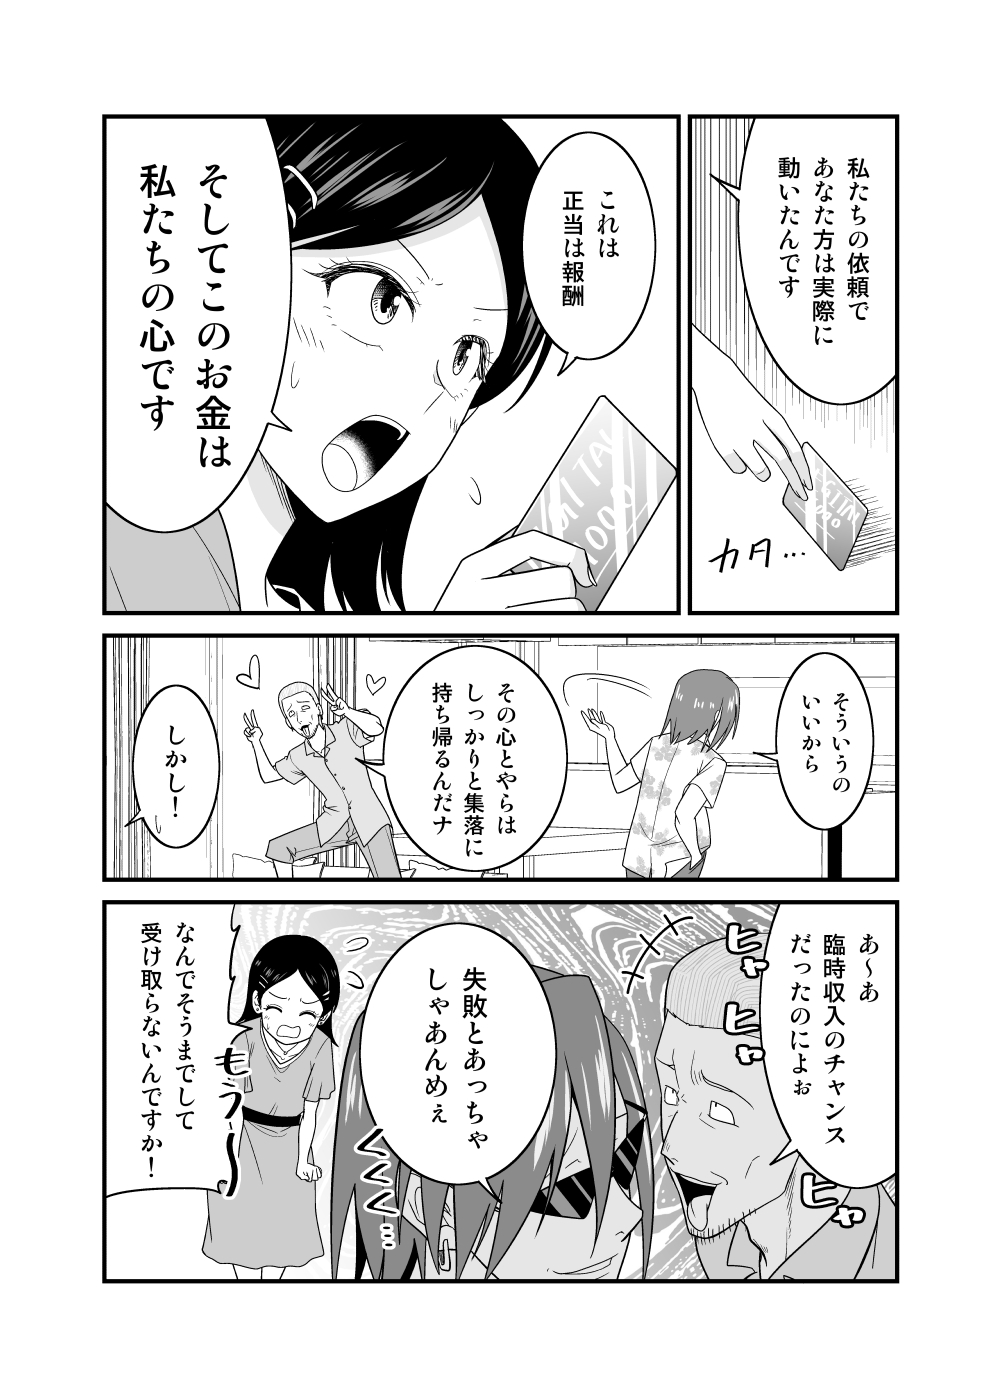 私たちの依頼で
あなた方は実際に
動いたんです
カタ…
これは
正当は報酬
そしてこのお金は
私たちの心です
1000
そういうの
いいから
その心とやらは
しっかりと集落に
持ち帰るんだナ
しかし！
あ～あ
臨時収入のチャンス
だったのによぉ
ヒャ
ヒャ
ヒャ
失敗とあっちゃ
しゃあんめぇ
くくく…
なんでそうまでして
受け取らないんですか！
もう～